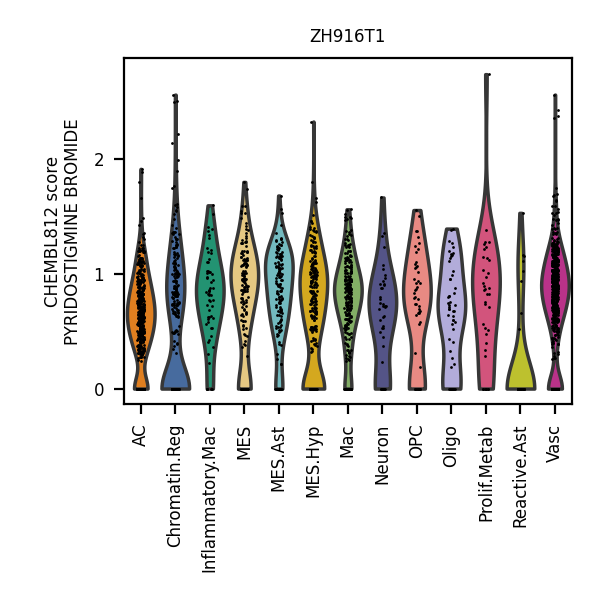 ZH916T1
CHEMBL812 score
PYRIDOSTIGMINE BROMIDE
2
1
0
AC
Chromatin.Reg
Inflammatory.Mac
MES
MES.Ast
MES.Hyp
Mac
Neuron
OPC
Oligo
Prolif.Metab
Reactive.Ast
Vasc